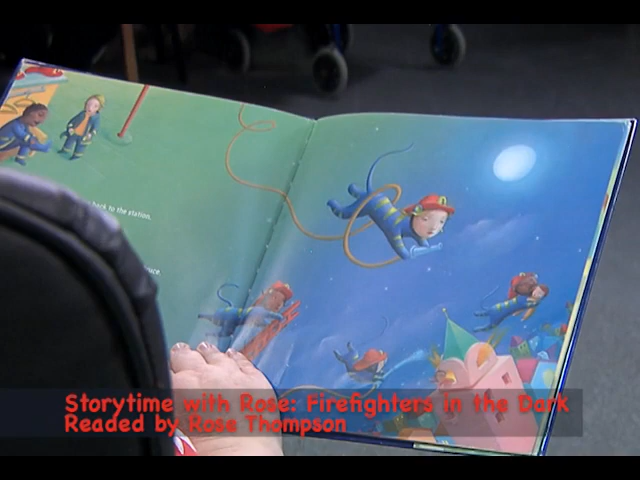 back to the station,
Storytime with Rose: Firefighters in the Dark
Readed by Rose Thompson